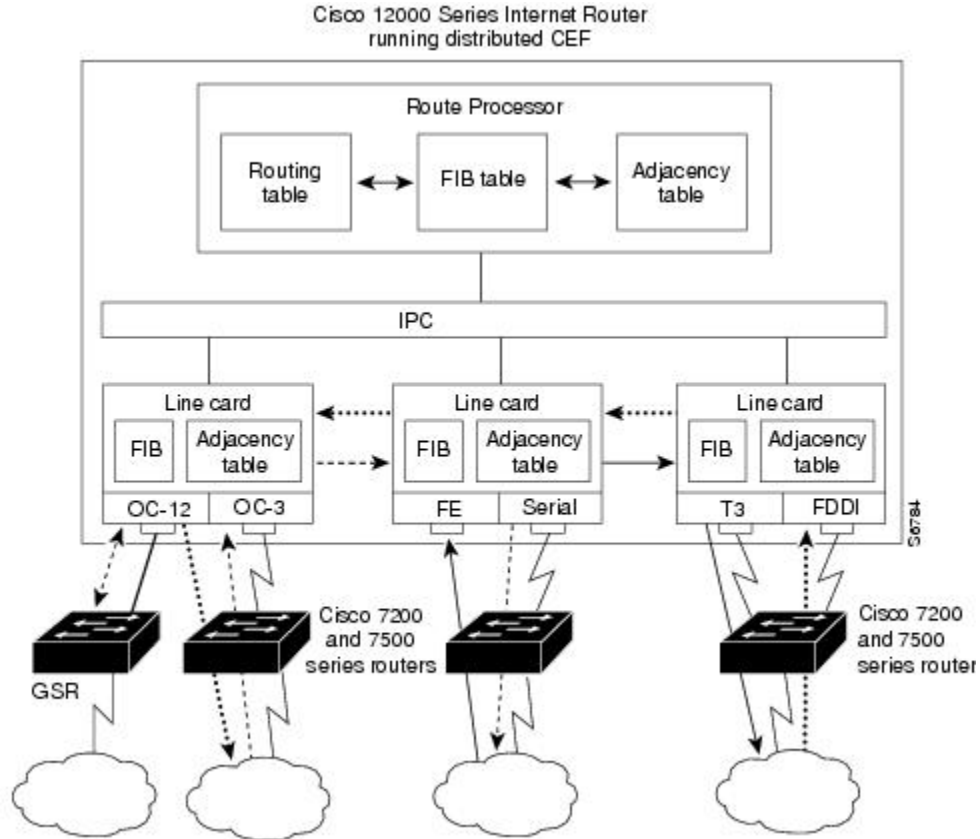 Cisco 12000 Series Internet Router
running distributed CEF
Route Processor
Routing
table
FIB table
Adjacency
table
IPC
Line card
FIB
Adjacency
table
OC-12
OC-3
Line card
FIB
Adjacency
table
FE
Serial
Line card
FIB
Adjacency
table
T3
FDDI
S6784
GSR
Cisco 7200
and 7500
series routers
Cisco 7200
and 7500
series router